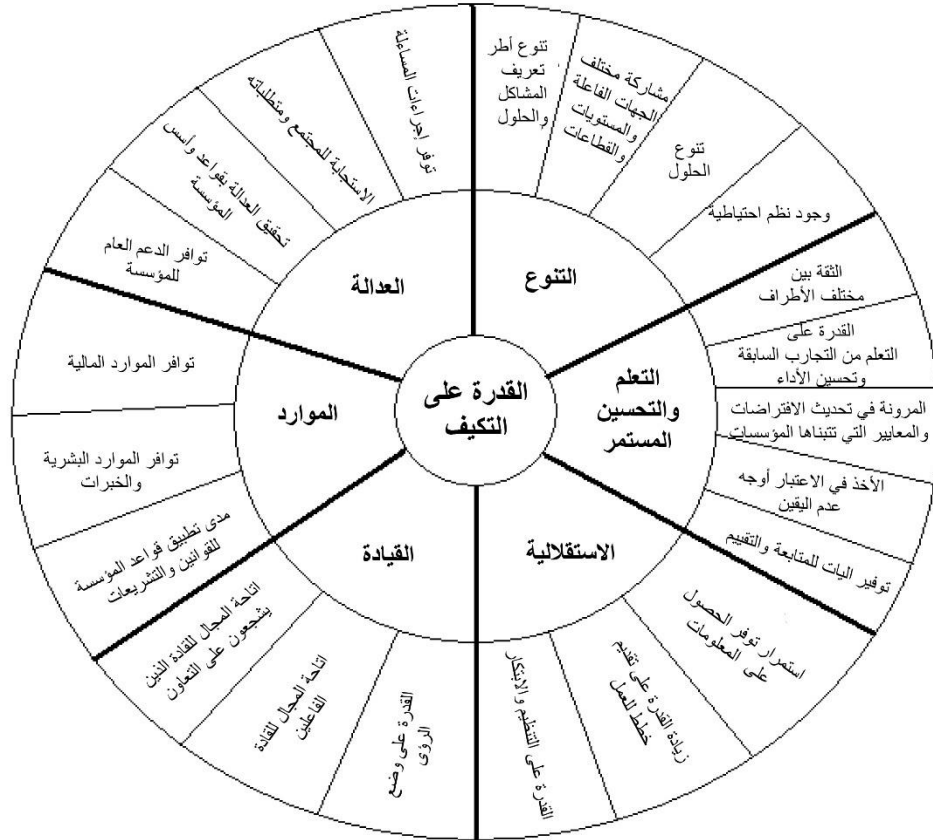 القدرة على
التكيف
التنوع
تنوع أطر
تعريف
المشاكل
والحلول
مشاركة مختلف
الجهات الفاعلة
والمستويات
والقطاعات
تنوع
الحلول
وجود نظم احتياطية
التعلم
والتحسين
المستمر
الثقة بين
مختلف الأطراف
القدرة على
التعلم من التجارب السابقة
وتحسين الأداء
المرونة في تحديث الافتراضات
والمعايير التي تتبناها المؤسسات
الأخذ في الاعتبار أوجه
عدم اليقين
توفير اليات للمتابعة والتقييم
الاستقلالية
استمرار توفر الحصول
على المعلومات
زيادة القدرة على تقديم
خطط للعمل
القدرة على التنظيم والابتكار
القيادة
القدرة على وضع
الرؤى
اتاحة المجال للقادة
الفاعلين
اتاحة المجال للقادة الذين
يشجعون على التعاون
الموارد
مدى تطبيق قواعد المؤسسة
للقوانين والتشريعات
توافر الموارد البشرية
والخبرات
توافر الموارد المالية
العدالة
توافر الدعم العام
للمؤسسة
تحقيق العدالة بقواعد وأسس
المؤسسة
الاستجابة للمجتمع ومتطلباته
توفر إجراءات المساءلة